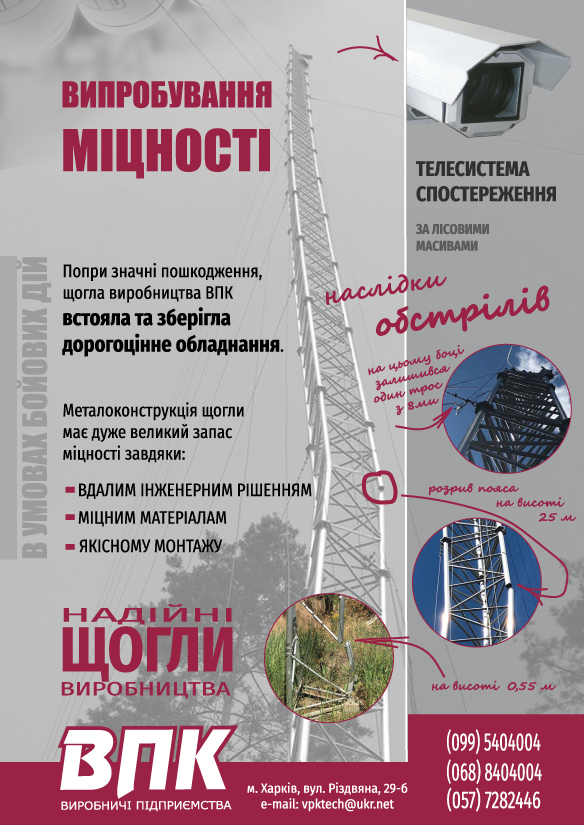 ВИПРОБУВАННЯ
МІЦНОСТІ
В УМОВАХ БОЙОВИХ ДІЙ
Попри значні пошкодження,
щогла виробництва ВПК
встояла та зберігла
дорогоцінне обладнання.
Металоконструкція щогли
має дуже великий запас
міцності завдяки:
ВДАЛИМ ІНЖЕНЕРНИМ РІШЕННЯМ
МІЦНИМ МАТЕРІАЛАМ
ЯКІСНОМУ МОНТАЖУ
ТЕЛЕСИСТЕМА
СПОСТЕРЕЖЕННЯ
ЗА ЛІСОВИМИ
МАСИВАМИ
наслідки
обстрілів
на цьому боці
залишився
один трос
з 8ми
розрив пояса
на висоті
25 м
на висоті 0,55 м
НАДІЙНІ
ЩОГЛИ
ВИРОБНИЦТВА
ВПК
ВИРОБНИЧІ ПІДПРИЄМСТВА
м. Харків, вул. Різдвяна, 29-б
e-mail: vpktech@ukr.net
(099) 5404004
(068) 8404004
(057) 7282446